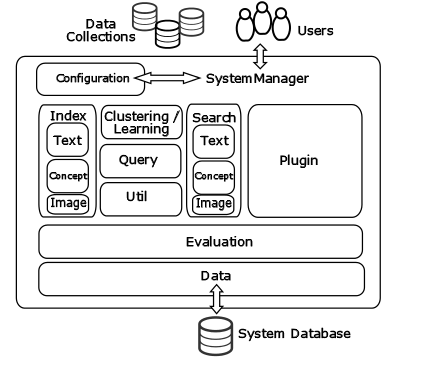 Data
Collections
Users
Configuration
SystemManager
Index
Text
Concept
Image
Clustering /
Learning
Query
Util
Search
Text
Concept
Image
Plugin
Evaluation
Data
System Database